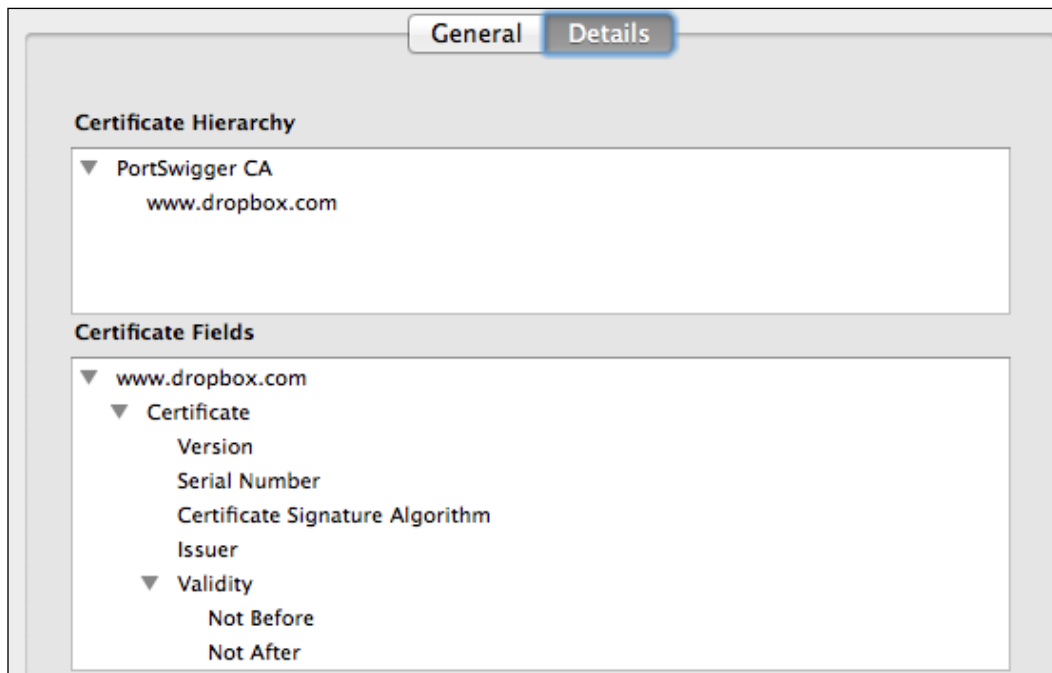 General Details
Certificate Hierarchy
PortSwigger CA
www.dropbox.com
Certificate Fields
www.dropbox.com
Certificate
Version
Serial Number
Certificate Signature Algorithm
Issuer
Validity
Not Before
Not After